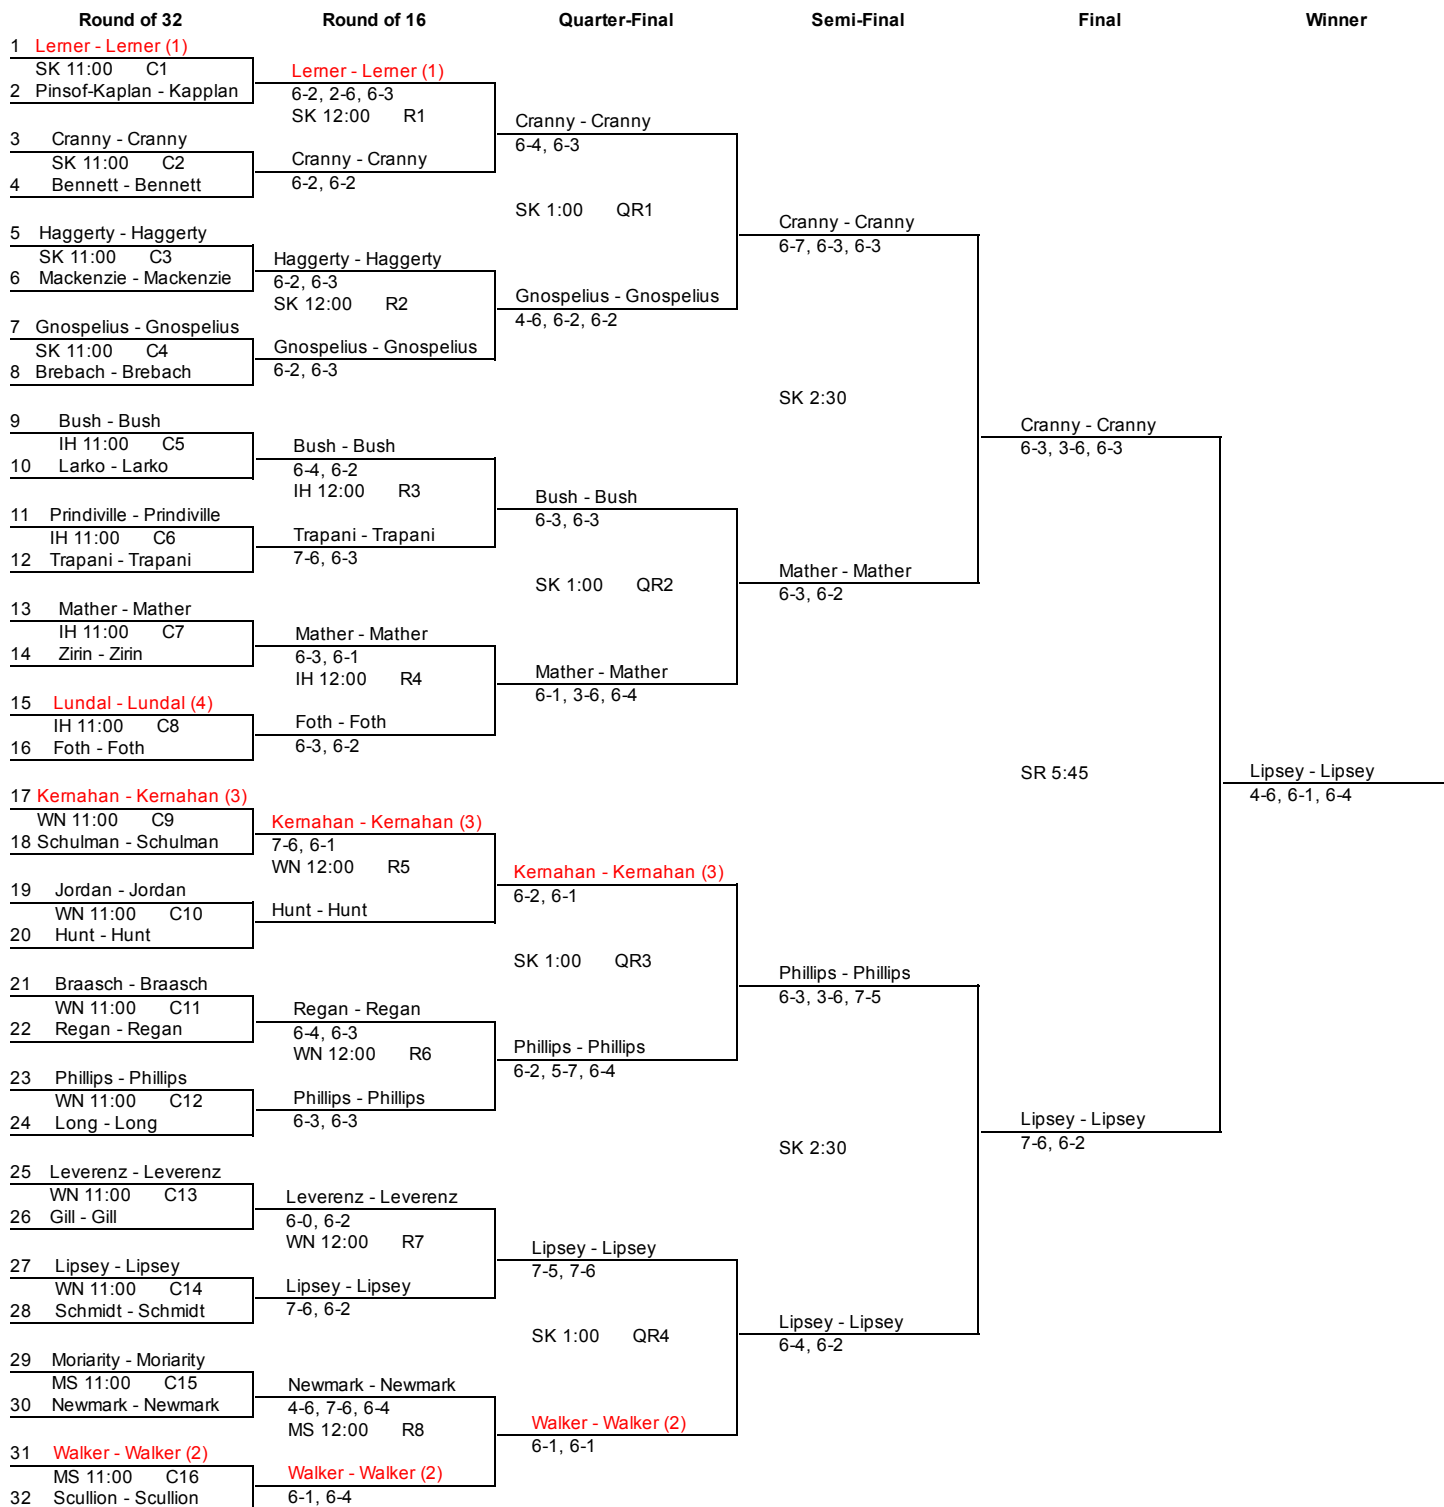 Round of 32 Round of 16 Quarter-Final Semi-Final Final Winner
1 Lerner - Lerner (1)
SK 11:00 C1
2 Pinsof-Kaplan - Kapplan
3 Cranny - Cranny
SK 11:00 C2
4 Bennett - Bennett
5 Haggerty - Haggerty
SK 11:00 C3
6 Mackenzie - Mackenzie
7 Gnospelius - Gnospelius
SK 11:00 C4
8 Brebach - Brebach
9 Bush - Bush
IH 11:00 C5
10 Larko - Larko
11 Prindiville - Prindiville
IH 11:00 C6
12 Trapani - Trapani
13 Mather - Mather
IH 11:00 C7
14 Zirin - Zirin
15 Lundal - Lundal (4)
IH 11:00 C8
16 Foth - Foth
17 Kernahan - Kernahan (3)
WN 11:00 C9
18 Schulman - Schulman
19 Jordan - Jordan
WN 11:00 C10
20 Hunt - Hunt
21 Braasch - Braasch
WN 11:00 C11
22 Regan - Regan
23 Phillips - Phillips
WN 11:00 C12
24 Long - Long
25 Leverenz - Leverenz
WN 11:00 C13
26 Gill - Gill
27 Lipsey - Lipsey
WN 11:00 C14
28 Schmidt - Schmidt
29 Moriarity - Moriarity
MS 11:00 C15
30 Newmark - Newmark
31 Walker - Walker (2)
MS 11:00 C16
32 Scullion - Scullion
Lerner - Lerner (1)
6-2, 2-6, 6-3
SK 12:00 R1
Cranny - Cranny
6-2, 6-2
Haggerty - Haggerty
6-2, 6-3
SK 12:00 R2
Gnospelius - Gnospelius
6-2, 6-3
Bush - Bush
6-4, 6-2
IH 12:00 R3
Trapani - Trapani
7-6, 6-3
Mather - Mather
6-3, 6-1
IH 12:00 R4
Foth - Foth
6-3, 6-2
Kernahan - Kernahan (3)
7-6, 6-1
WN 12:00 R5
Hunt - Hunt
Regan - Regan
6-4, 6-3
WN 12:00 R6
Phillips - Phillips
6-3, 6-3
Leverenz - Leverenz
6-0, 6-2
WN 12:00 R7
Lipsey - Lipsey
7-6, 6-2
Newmark - Newmark
4-6, 7-6, 6-4
MS 12:00 R8
Walker - Walker (2)
6-1, 6-4
Cranny - Cranny
6-4, 6-3
SK 1:00 QR1
Gnospelius - Gnospelius
4-6, 6-2, 6-2
Bush - Bush
6-3, 6-3
SK 1:00 QR2
Mather - Mather
6-1, 3-6, 6-4
Kernahan - Kernahan (3)
6-2, 6-1
SK 1:00 QR3
Phillips - Phillips
6-2, 5-7, 6-4
Lipsey - Lipsey
7-5, 7-6
SK 1:00 QR4
Walker - Walker (2)
6-1, 6-1
Cranny - Cranny
6-7, 6-3, 6-3
SK 2:30
Mather - Mather
6-3, 6-2
Phillips - Phillips
6-3, 3-6, 7-5
SK 2:30
Lipsey - Lipsey
6-4, 6-2
Cranny - Cranny
6-3, 3-6, 6-3
SR 5:45
Lipsey - Lipsey
7-6, 6-2
Lipsey - Lipsey
4-6, 6-1, 6-4